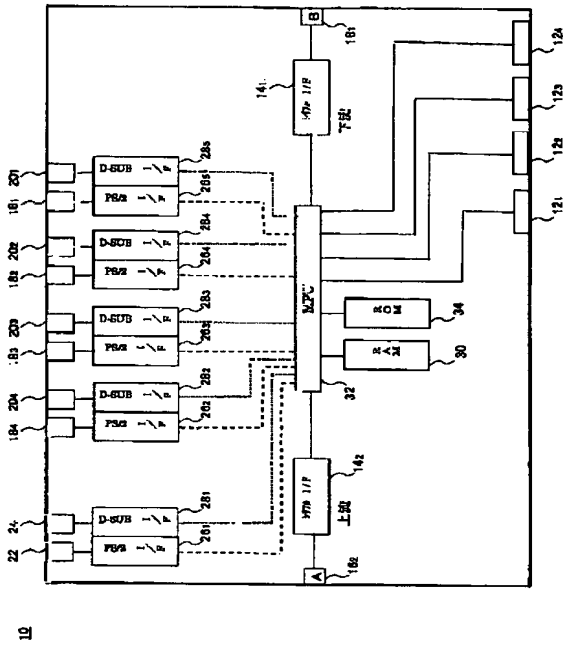 10
22
24
184
204
183
203
182
202
181
201
PS/2 I/F
D-SUB I/F
PS/2 I/F
D-SUB I/F
PS/2 I/F
D-SUB I/F
PS/2 I/F
D-SUB I/F
PS/2 I/F
D-SUB I/F
261
281
262
282
263
283
264
284
265
285
A
162
I/F
上流
142
32
MPU
RAM
30
ROM
34
I/F
下流
141
B
161
121
122
123
124